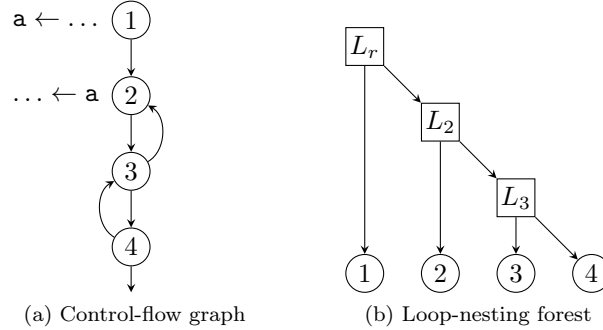 a ← ... 1
... ← a 2
3
4
(a) Control-flow graph
L_r
L_2
L_3
1 2 3 4
(b) Loop-nesting forest